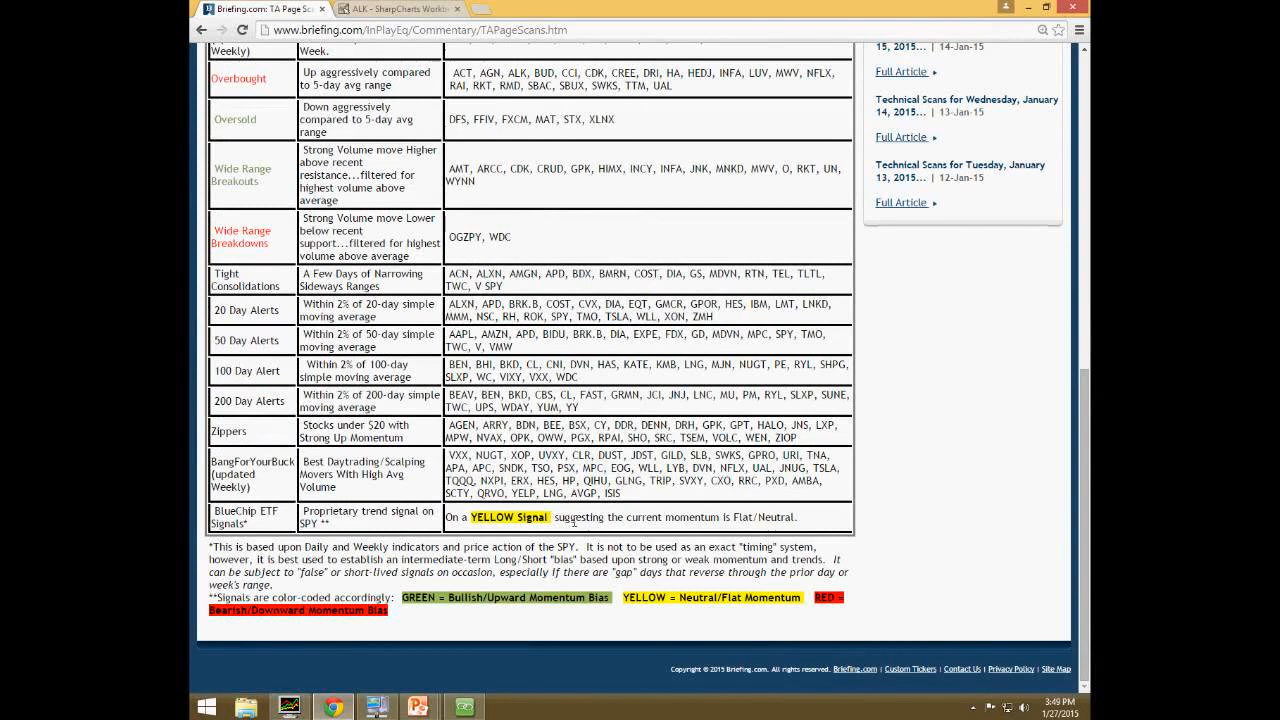 Briefing.com: TA Page Scans
ALK - SharpCharts Workb
www.briefing.com/InPlayEq/Commentary/TAPageScans.htm
Weekly)
Week.
Overbought
Up aggressively compared
to 5-day avg range
ACT, AGN, ALK, BUD, CCI, CDK, CREE, DRI, HA, HEDJ, INFA, LUV, MWV, NFLX,
RAI, RKT, RMD, SBAC, SBUX, SWKS, TTM, UAL
Oversold
Down aggressively
compared to 5-day avg
range
DFS, FFIV, FXCM, MAT, STX, XLNX
Wide Range
Breakouts
Strong Volume move Higher
above recent
resistance...filtered for
highest volume above
average
AMT, ARCC, CDK, CRUD, GPK, HIMX, INCY, INFA, JNK, MNKD, MWV, O, RKT, UN,
WYNN
Wide Range
Breakdowns
Strong Volume move Lower
below recent
support...filtered for highest
volume above average
OGZPY, WDC
Tight
Consolidations
A Few Days of Narrowing
Sideways Ranges
ACN, ALXN, AMGN, APD, BDX, BMRN, COST, DIA, GS, MDVN, RTN, TEL, TLTL,
TWC, V SPY
20 Day Alerts
Within 2% of 20-day simple
moving average
ALXN, APD, BRK.B, COST, CVX, DIA, EQT, GMCR, GPOR, HES, IBM, LMT, LNKD,
MMM, NSC, RH, ROK, SPY, TMO, TSLA, WLL, XON, ZMH
50 Day Alerts
Within 2% of 50-day simple
moving average
AAPL, AMZN, APD, BIDU, BRK.B, DIA, EXPE, FDX, GD, MDVN, MPC, SPY, TMO,
TWC, V, VMW
100 Day Alert
Within 2% of 100-day
simple moving average
BEN, BHI, BKD, CL, CNI, DVN, HAS, KATE, KMB, LNG, MJN, NUGT, PE, RYL, SHPG,
SLXP, WC, VIXY, VXX, WDC
200 Day Alerts
Within 2% of 200-day simple
moving average
BEAV, BEN, BKD, CBS, CL, FAST, GRMN, JCI, JNJ, LNC, MU, PM, RYL, SLXP, SUNE,
TWC, UPS, WDAY, YUM, YY
Zippers
Stocks under $20 with
Strong Up Momentum
AGEN, ARRY, BDN, BEE, BSX, CY, DDR, DENN, DRH, GPK, GPT, HALO, JNS, LXP,
MPW, NVAX, OPK, OWW, PGX, RPAI, SHO, SRC, TSEM, VOLC, WEN, ZIOP
BangForYourBuck
(updated
Weekly)
Best Daytrading/Scalping
Movers With High Avg
Volume
VXX, NUGT, XOP, UVXY, CLR, DUST, JDST, GILD, SLB, SWKS, GPRO, URI, TNA,
APA, APC, SNDK, TSO, PSX, MPC, EOG, WLL, LYB, DVN, NFLX, UAL, JNUG, TSLA,
TQQQ, NXPI, ERX, HES, HP, QIHU, GLNG, TRIP, SVXY, CXO, RRC, PXD, AMBA,
SCTY, QRVO, YELP, LNG, AVGP, ISIS
BlueChip ETF
Signals*
Proprietary trend signal on
SPY **
On a YELLOW Signal suggesting the current momentum is Flat/Neutral.
*This is based upon Daily and Weekly indicators and price action of the SPY. It is not to be used as an exact "timing" system,
however, it is best used to establish an intermediate-term Long/Short "bias" based upon strong or weak momentum and trends. It
can be subject to "false" or short-lived signals on occasion, especially if there are "gap" days that reverse through the prior day or
week's range.
**Signals are color-coded accordingly: GREEN = Bullish/Upward Momentum Bias YELLOW = Neutral/Flat Momentum RED =
Bearish/Downward Momentum Bias
15, 2015... | 14-Jan-15
Full Article
Technical Scans for Wednesday, January
14, 2015... | 13-Jan-15
Full Article
Technical Scans for Tuesday, January
13, 2015... | 12-Jan-15
Full Article
Copyright © 2015 Briefing.com. All rights reserved. Briefing.com | Custom Tickers | Contact Us | Privacy Policy | Site Map
3:49 PM
1/27/2015